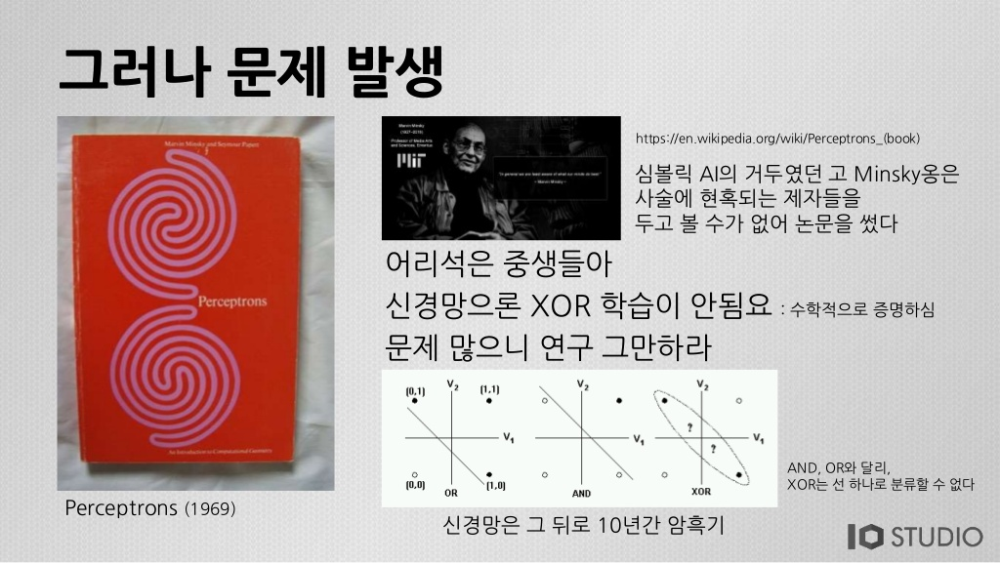 그러나 문제 발생
Marvin Minsky and Seymour Papert
Perceptrons
An Introduction to Computational Geometry
Perceptrons (1969)
Marvin Minsky
(1927-2016)
Professor of Media Arts
and Sciences, Emeritus
MIT
"In general we are least aware of what our minds do best"
- Marvin Minsky -
https://en.wikipedia.org/wiki/Perceptrons_(book)
심볼릭 AI의 거두였던 고 Minsky옹은
사술에 현혹되는 제자들을
두고 볼 수가 없어 논문을 썼다
어리석은 중생들아
신경망으론 XOR 학습이 안됨요 : 수학적으로 증명하심
문제 많으니 연구 그만하라
V2 V2 V2
(0,1) (1,1)
? 
V1 V1 V1
?
(0,0) (1,0)
OR AND XOR
AND, OR와 달리,
XOR는 선 하나로 분류할 수 없다
신경망은 그 뒤로 10년간 암흑기
IO STUDIO